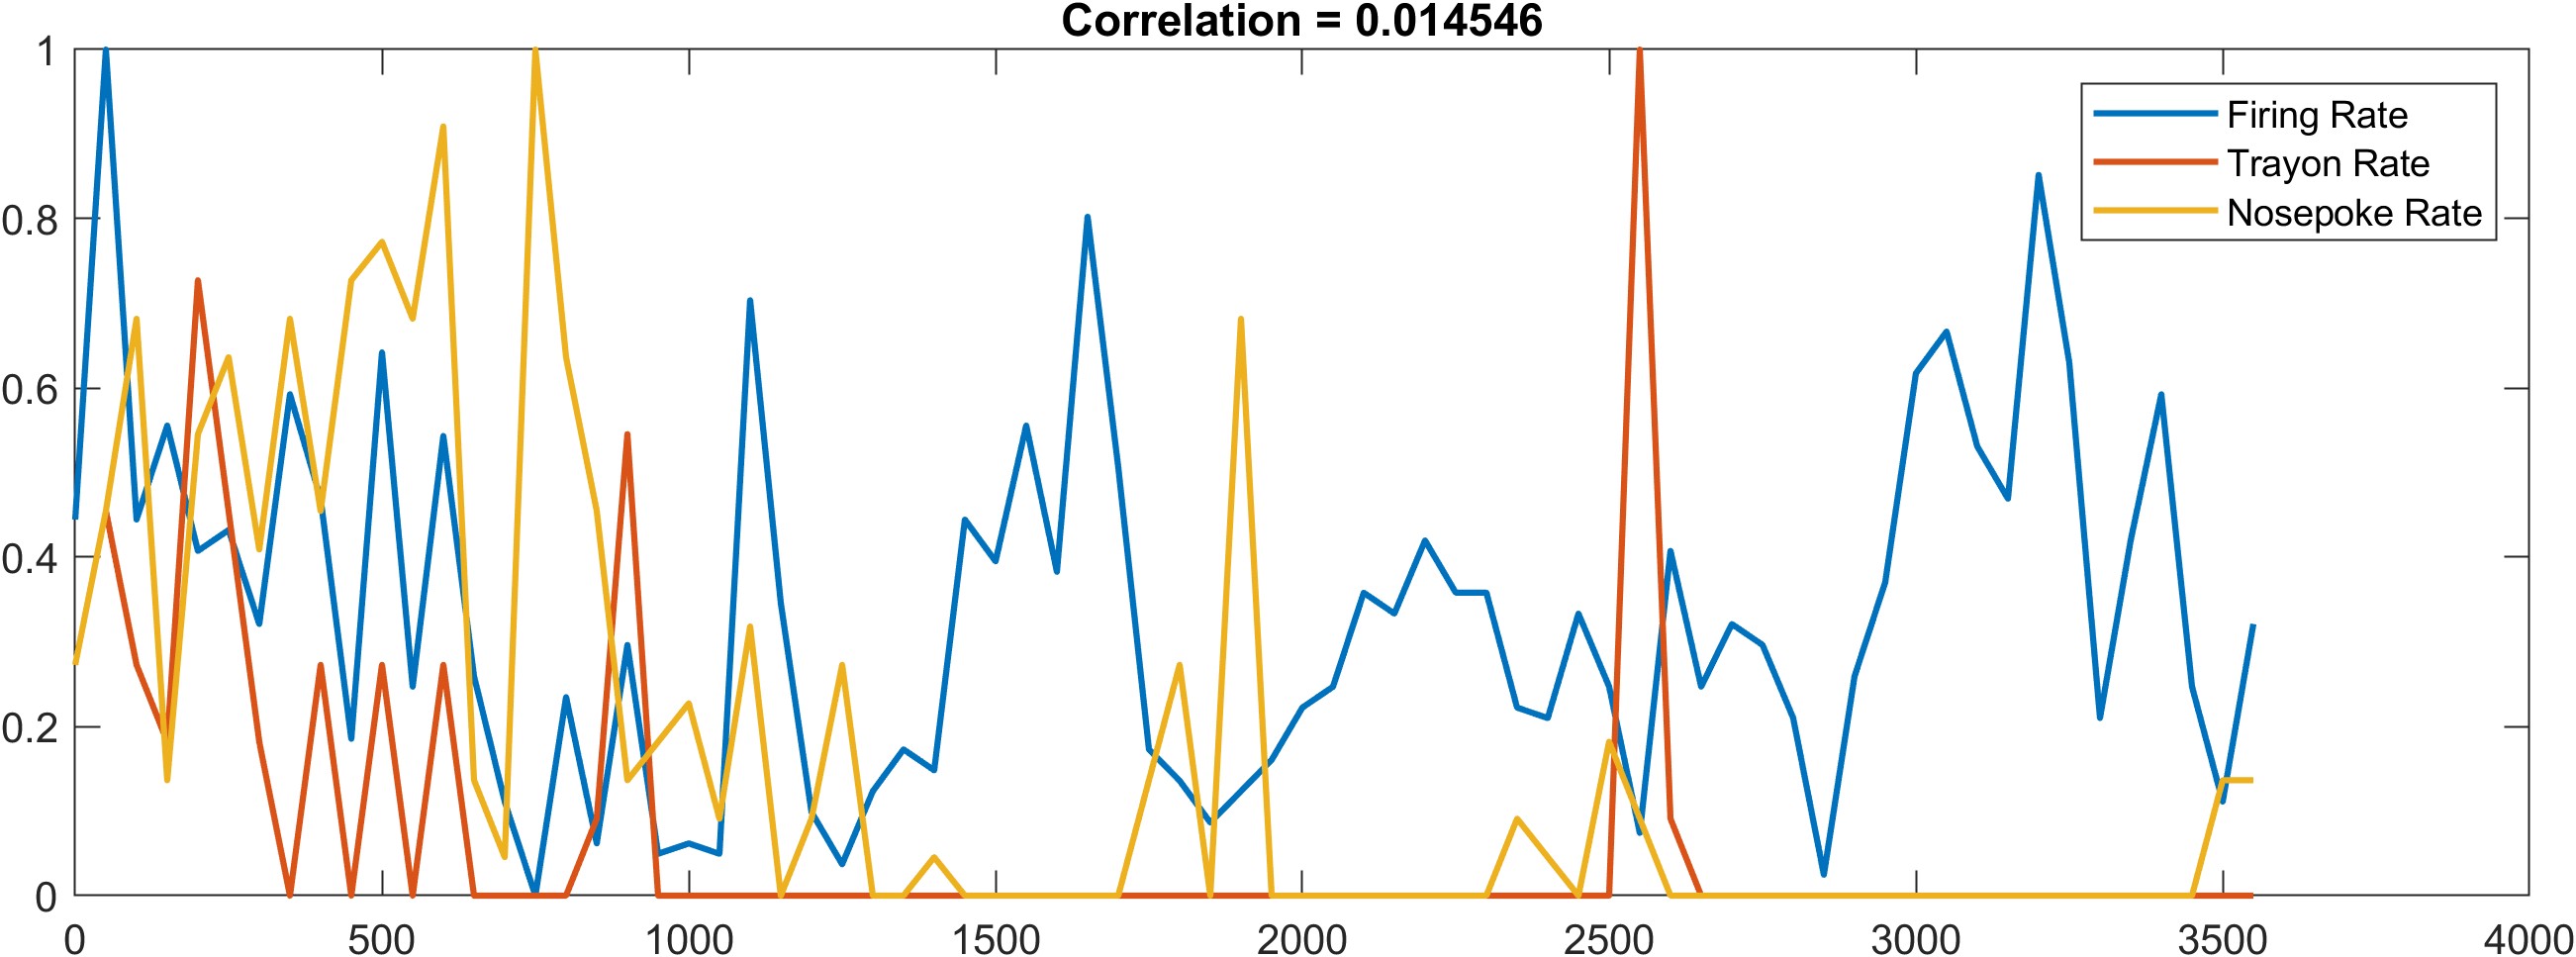 Correlation = 0.014546
1
0.8
0.6
0.4
0.2
0
Firing Rate
Trayon Rate
Nosepoke Rate
0 500 1000 1500 2000 2500 3000 3500 4000